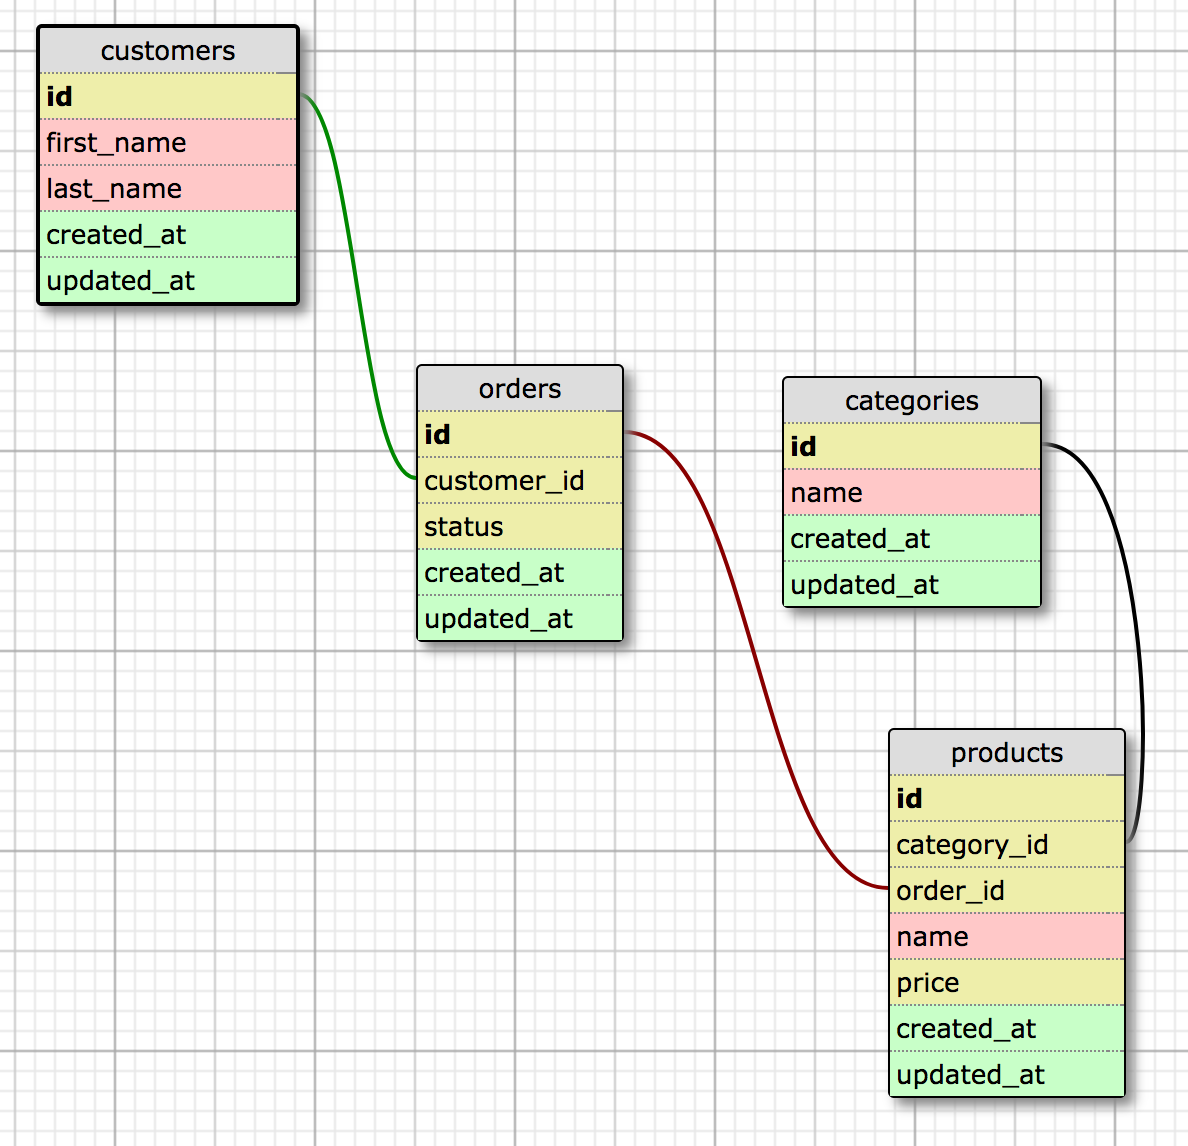 customers
id
first_name
last_name
created_at
updated_at
orders
id
customer_id
status
created_at
updated_at
categories
id
name
created_at
updated_at
products
id
category_id
order_id
name
price
created_at
updated_at